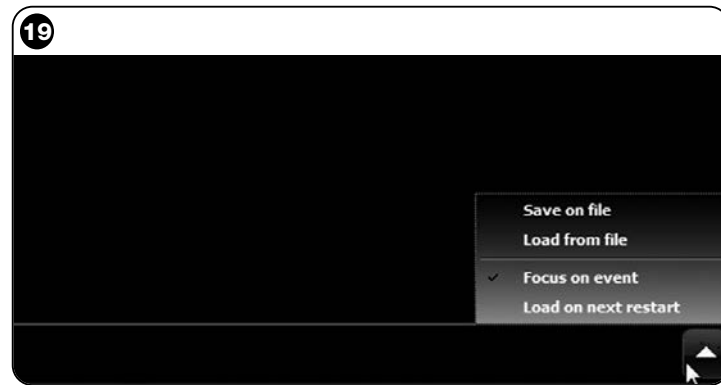 19
Save on file
Load from file
Focus on event
Load on next restart